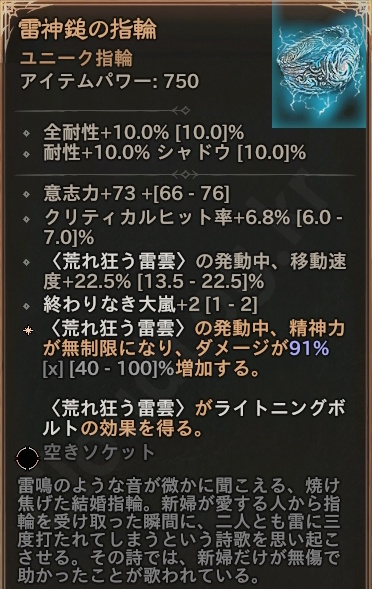 雷神鎚の指輪
ユニーク指輪
アイテムパワー: 750
全耐性+10.0% [10.0]%
耐性+10.0% シャドウ [10.0]%
意志力+73 +[66 - 76]
クリティカルヒット率+6.8% [6.0 -
7.0]%
〈荒れ狂う雷雲〉の発動中、移動速
度+22.5% [13.5 - 22.5]%
終わりなき大嵐+2 [1 - 2]
〈荒れ狂う雷雲〉の発動中、精神力
が無制限になり、ダメージが91%
[x] [40 - 100]%増加する。
〈荒れ狂う雷雲〉がライトニングボ
ルトの効果を得る。
空きソケット
雷鳴のような音が微かに聞こえる、焼け
焦げた結婚指輪。新婦が愛する人から指
輪を受け取った瞬間に、二人とも雷に三
度打たれてしまうという詩歌を思い起こ
させる。その詩では、新婦だけが無傷で
助かったことが歌われている。